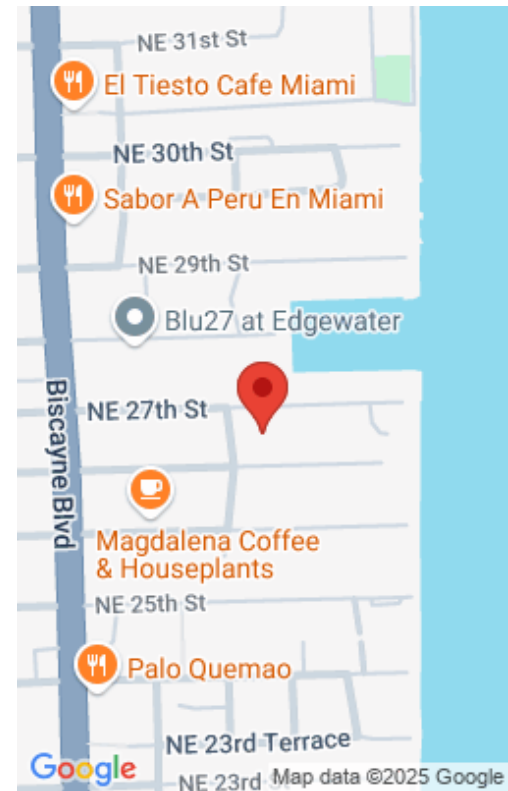 NE 31st St
El Tiesto Cafe Miami
NE 30th St
Sabor A Peru En Miami
NE 29th St
Blu27 at Edgewater
Biscayne Blvd
NE 27th St
Magdalena Coffee
& Houseplants
NE 25th St
Palo Quemao
NE 23rd Terrace
Google
NE 23rd
Map data ©2025 Google